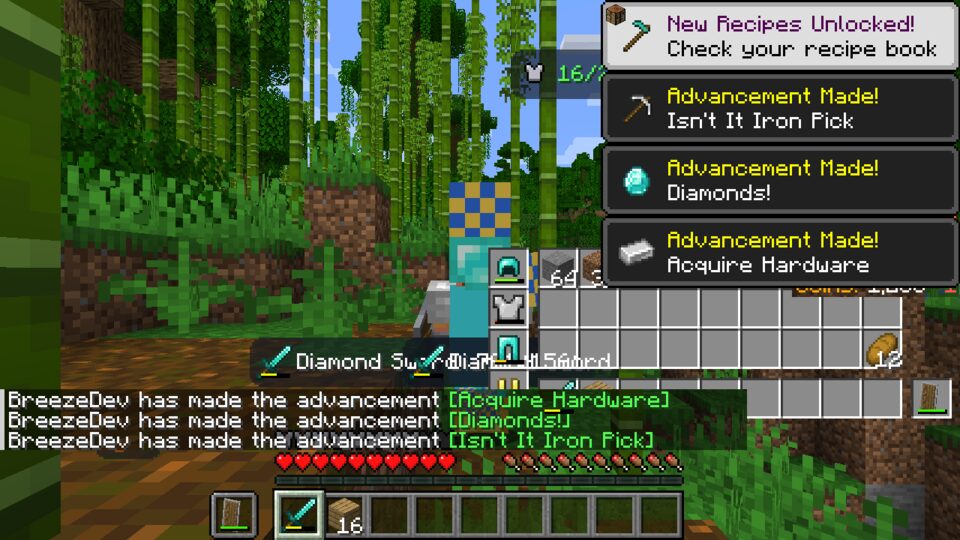 New Recipes Unlocked!
Check your recipe book
16/
Advancement Made!
Isn't It Iron Pick
Advancement Made!
Diamonds!
Advancement Made!
Acquire Hardware
64
12
Diamond
BreezeDev has made the advancement [Acquire Hardware]
BreezeDev has made the advancement [Diamonds!]
BreezeDev has made the advancement [Isn't It Iron Pick]
16